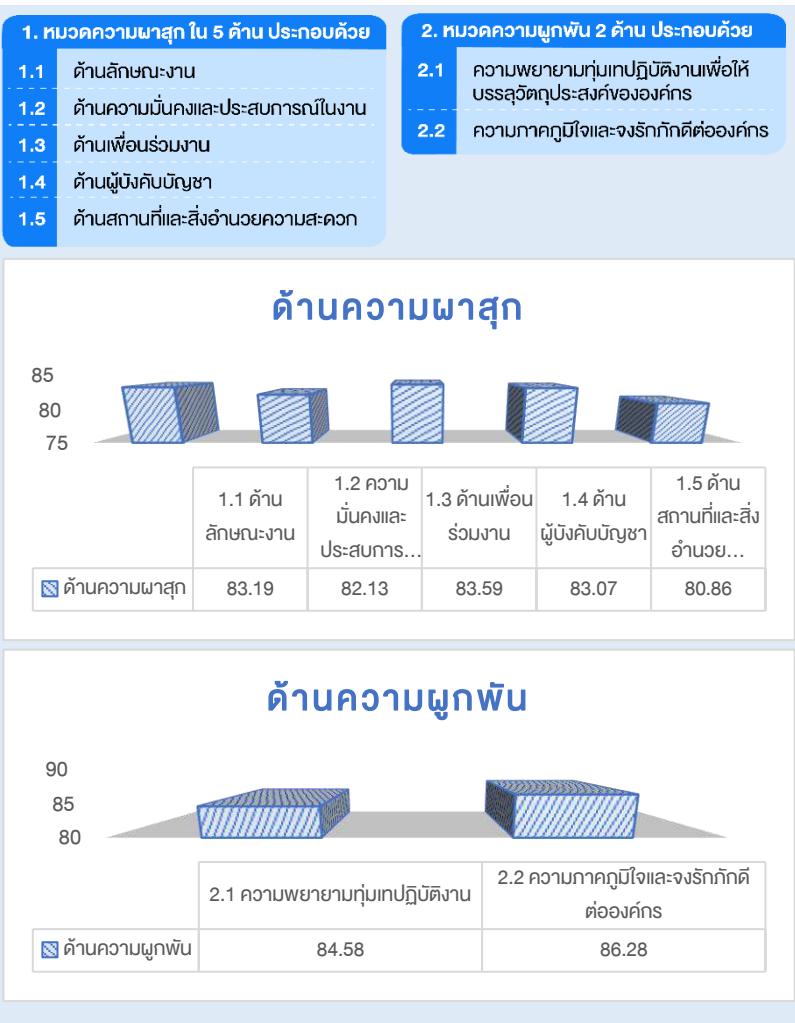 1. หมวดความผาสุก ใน 5 ด้าน ประกอบด้วย
1.1 ด้านลักษณะงาน
1.2 ด้านความมั่นคงและประสบการณ์ในงาน
1.3 ด้านเพื่อนร่วมงาน
1.4 ด้านผู้บังคับบัญชา
1.5 ด้านสถานที่และสิ่งอำนวยความสะดวก
2. หมวดความผูกพัน 2 ด้าน ประกอบด้วย
2.1 ความพยายามทุ่มเทปฏิบัติงานเพื่อให้
บรรลุวัตถุประสงค์ขององค์กร
2.2 ความภาคภูมิใจและจงรักภักดีต่อองค์กร
ด้านความผาสุก
85
80
75
1.1 ด้าน
ลักษณะงาน
1.2 ความ
มั่นคงและ
ประสบการ...
1.3 ด้านเพื่อน
ร่วมงาน
1.4 ด้าน
ผู้บังคับบัญชา
1.5 ด้าน
สถานที่และสิ่ง
อำนวย...
ด้านความผาสุก 83.19 82.13 83.59 83.07 80.86
ด้านความผูกพัน
90
85
80
2.1 ความพยายามทุ่มเทปฏิบัติงาน
2.2 ความภาคภูมิใจและจงรักภักดี
ต่อองค์กร
ด้านความผูกพัน 84.58 86.28